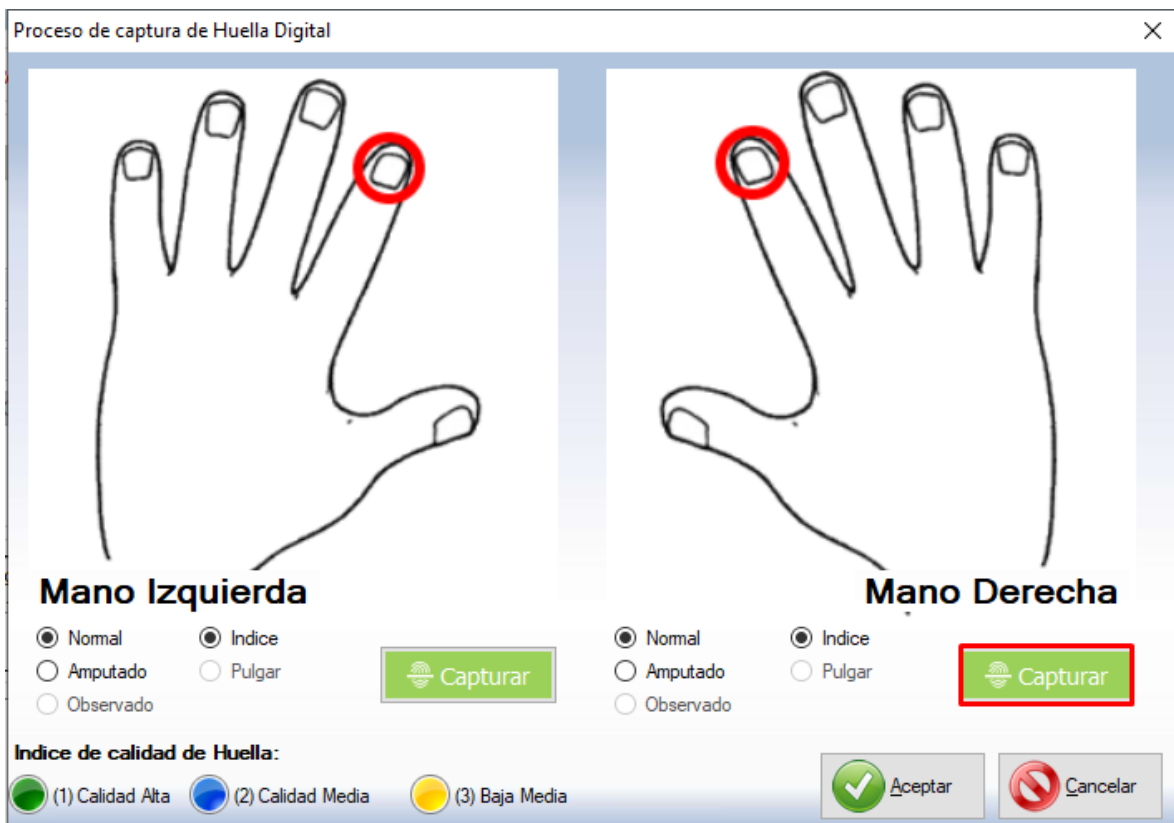 Proceso de captura de Huella Digital
Mano Izquierda
Normal
Indice
Amputado
Pulgar
Observado
Capturar
Mano Derecha
Normal
Indice
Amputado
Pulgar
Observado
Capturar
Indice de calidad de Huella:
(1) Calidad Alta
(2) Calidad Media
(3) Baja Media
Aceptar
Cancelar